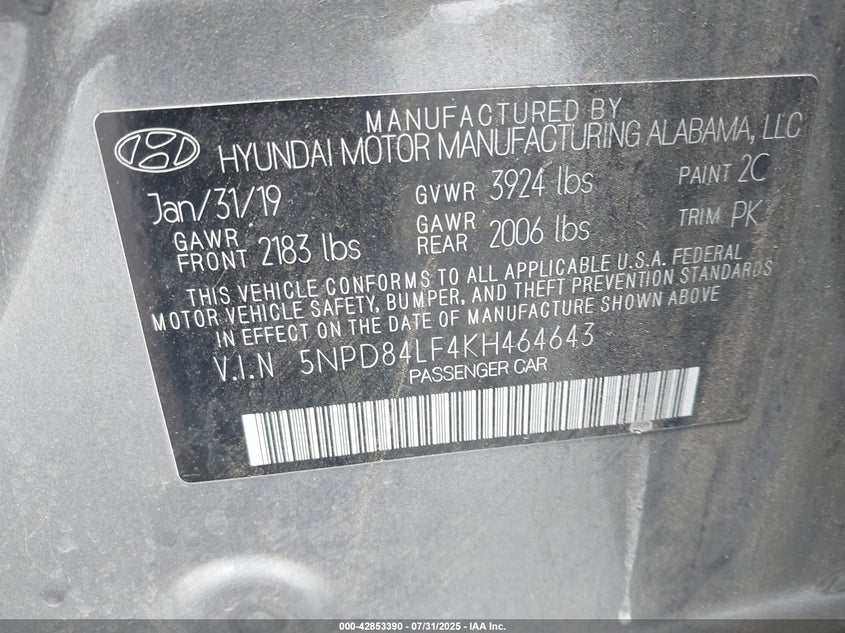 MANUFACTURED BY
HYUNDAI MOTOR MANUFACTURING ALABAMA, LLC
Jan/31/19 GVWR 3924 lbs PAINT 2C
GAWR FRONT 2183 lbs GAWR REAR 2006 lbs TRIM PK
THIS VEHICLE CONFORMS TO ALL APPLICABLE U.S.A. FEDERAL
MOTOR VEHICLE SAFETY, BUMPER, AND THEFT PREVENTION STANDARDS
IN EFFECT ON THE DATE OF MANUFACTURE SHOWN ABOVE
V.I.N 5NPD84LF4KH464643
PASSENGER CAR
000-42853390 - 07/31/2025 - IAA Inc.